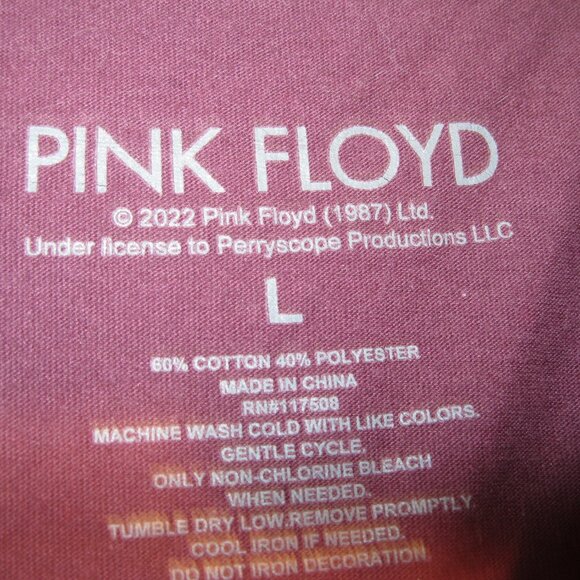 PINK FLOYD
© 2022 Pink Floyd (1987) Ltd.
Under license to Perryscope Productions LLC
L
60% COTTON 40% POLYESTER
MADE IN CHINA
RN#117508
MACHINE WASH COLD WITH LIKE COLORS.
GENTLE CYCLE.
ONLY NON-CHLORINE BLEACH
WHEN NEEDED.
TUMBLE DRY LOW.REMOVE PROMPTLY.
COOL IRON IF NEEDED.
DO NOT IRON DECORATION